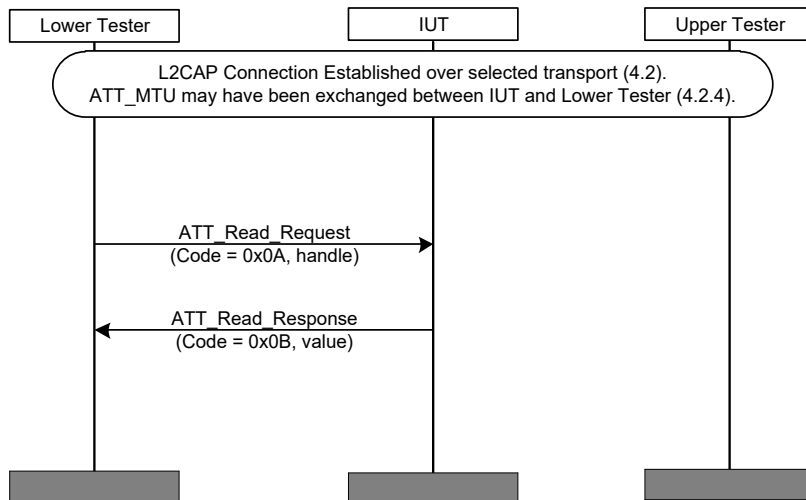 Lower Tester
IUT
Upper Tester
L2CAP Connection Established over selected transport (4.2).
ATT_MTU may have been exchanged between IUT and Lower Tester (4.2.4).
ATT_Read_Request
(Code = 0x0A, handle)
ATT_Read_Response
(Code = 0x0B, value)